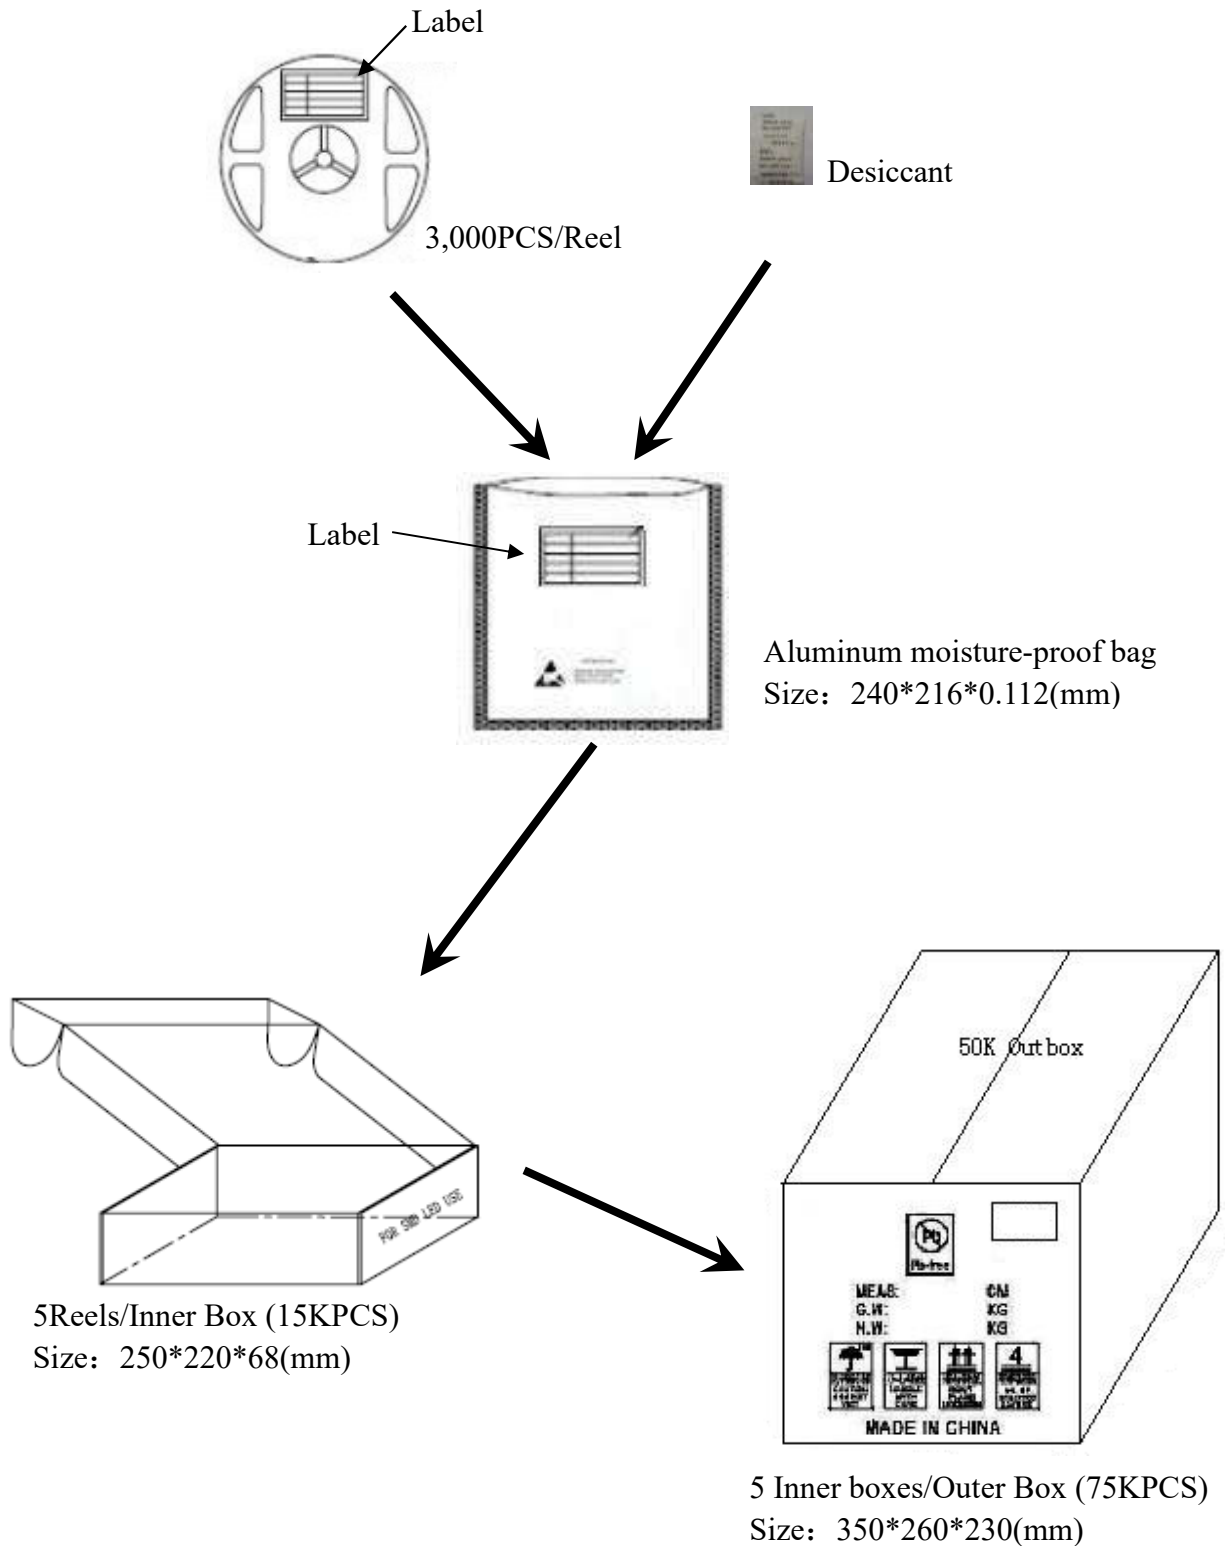 Label
Desiccant
3,000PCS/Reel
Label
Aluminum moisture-proof bag
Size：240*216*0.112(mm)
50K Outbox
FOR SMD LED USE
5Reels/Inner Box (15KPCS)
Size：250*220*68(mm)
Pb
Pb-free
MEAS: CM
G.W: KG
N.W: KG
4
MADE IN CHINA
5 Inner boxes/Outer Box (75KPCS)
Size：350*260*230(mm)